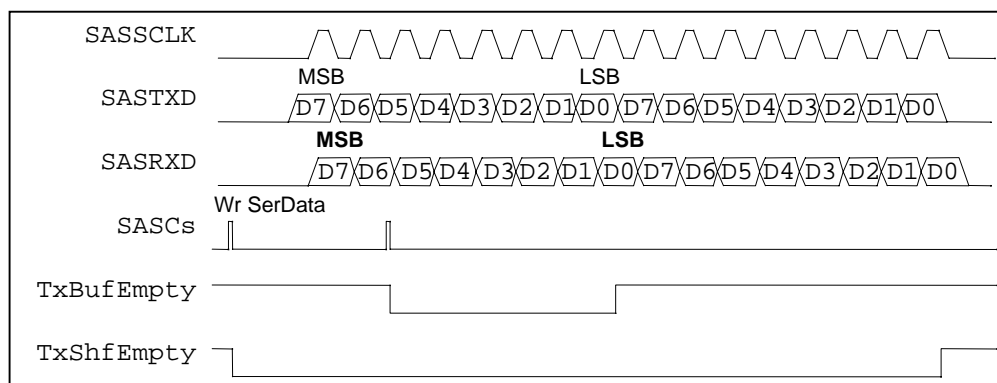 SASSCLK
MSB LSB
SASTXD D7 D6 D5 D4 D3 D2 D1 D0 D7 D6 D5 D4 D3 D2 D1 D0
MSB LSB
SASRXD D7 D6 D5 D4 D3 D2 D1 D0 D7 D6 D5 D4 D3 D2 D1 D0
Wr SerData
SASCs
TxBufEmpty
TxShfEmpty